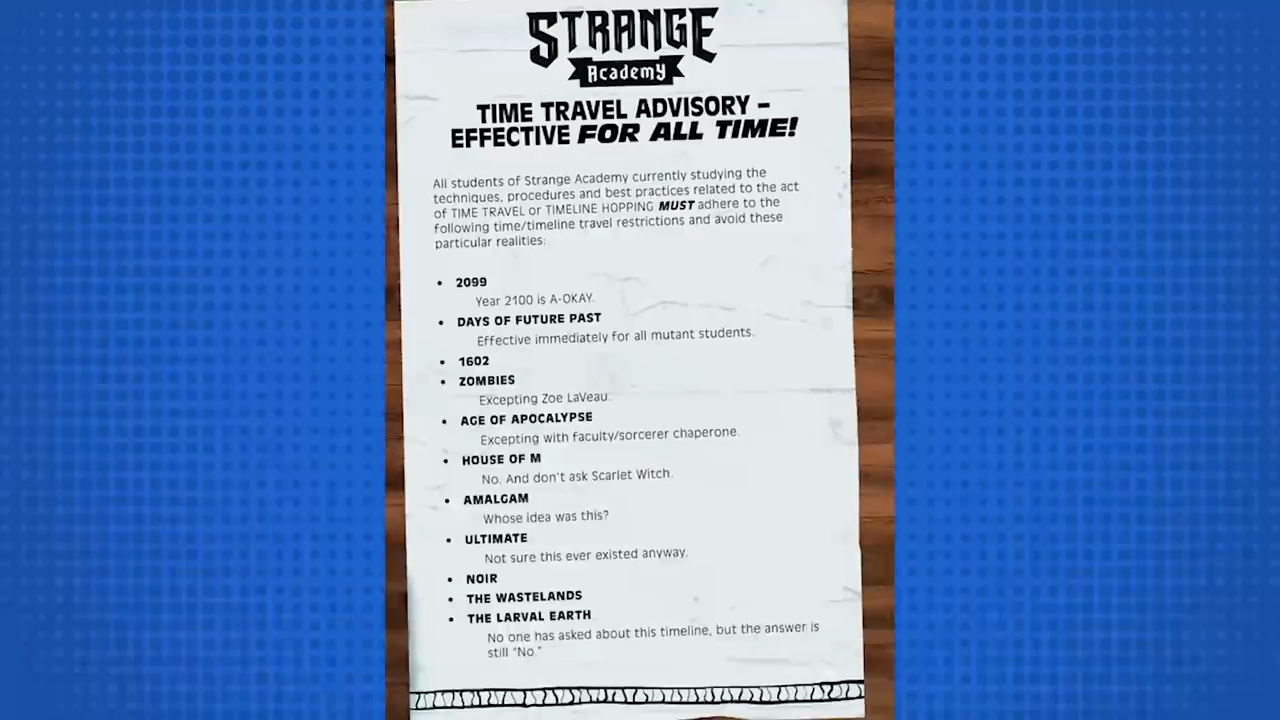 STRANGE
Academy
TIME TRAVEL ADVISORY –
EFFECTIVE FOR ALL TIME!
All students of Strange Academy currently studying the
techniques, procedures and best practices related to the act
of TIME TRAVEL or TIMELINE HOPPING MUST adhere to the
following time/timeline travel restrictions and avoid these
particular realities:
• 2099
Year 2100 is A-OKAY.
• DAYS OF FUTURE PAST
Effective immediately for all mutant students.
• 1602
• ZOMBIES
Excepting Zoe LaVeau.
• AGE OF APOCALYPSE
Excepting with faculty/sorcerer chaperone.
• HOUSE OF M
No. And don't ask Scarlet Witch.
• AMALGAM
Whose idea was this?
• ULTIMATE
Not sure this ever existed anyway.
• NOIR
• THE WASTELANDS
• THE LARVAL EARTH
No one has asked about this timeline, but the answer is
still "No."